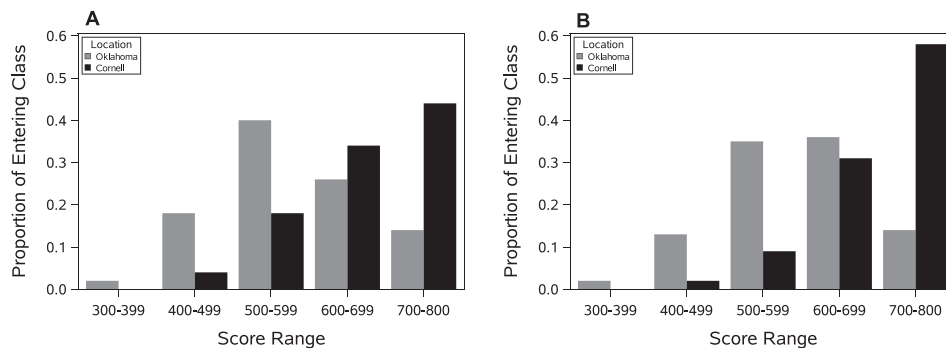 A
Proportion of Entering Class
0.6
0.5
0.4
0.3
0.2
0.1
0.0
Location
Oklahoma
Cornell
300-399 400-499 500-599 600-699 700-800
Score Range
B
Proportion of Entering Class
0.6
0.5
0.4
0.3
0.2
0.1
0.0
Location
Oklahoma
Cornell
300-399 400-499 500-599 600-699 700-800
Score Range